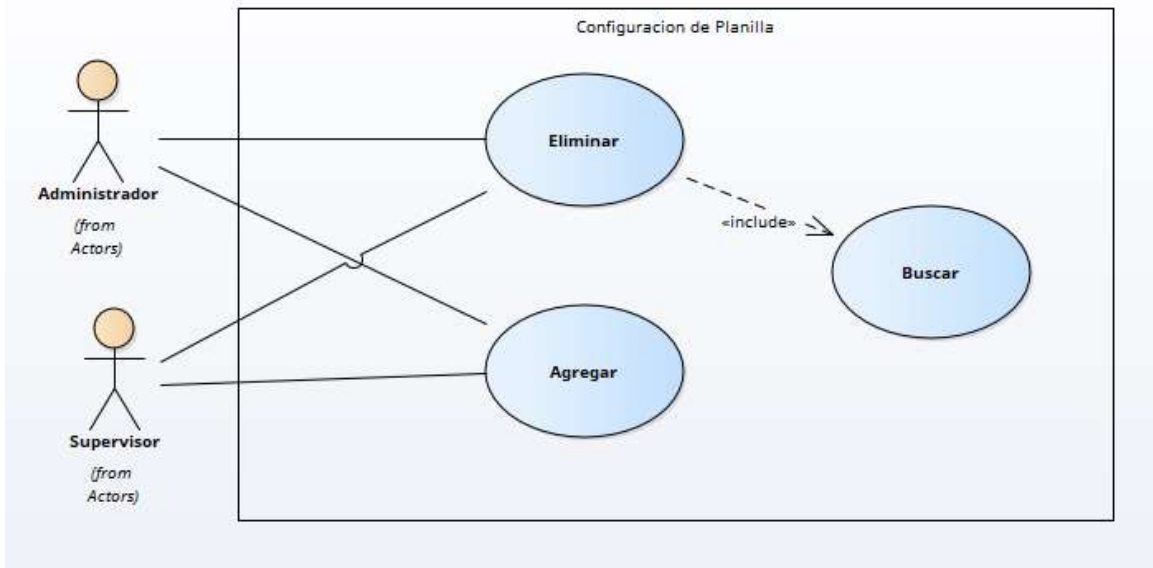 Configuracion de Planilla
Eliminar
Administrador
(from
Actors)
«include»
Buscar
Agregar
Supervisor
(from
Actors)